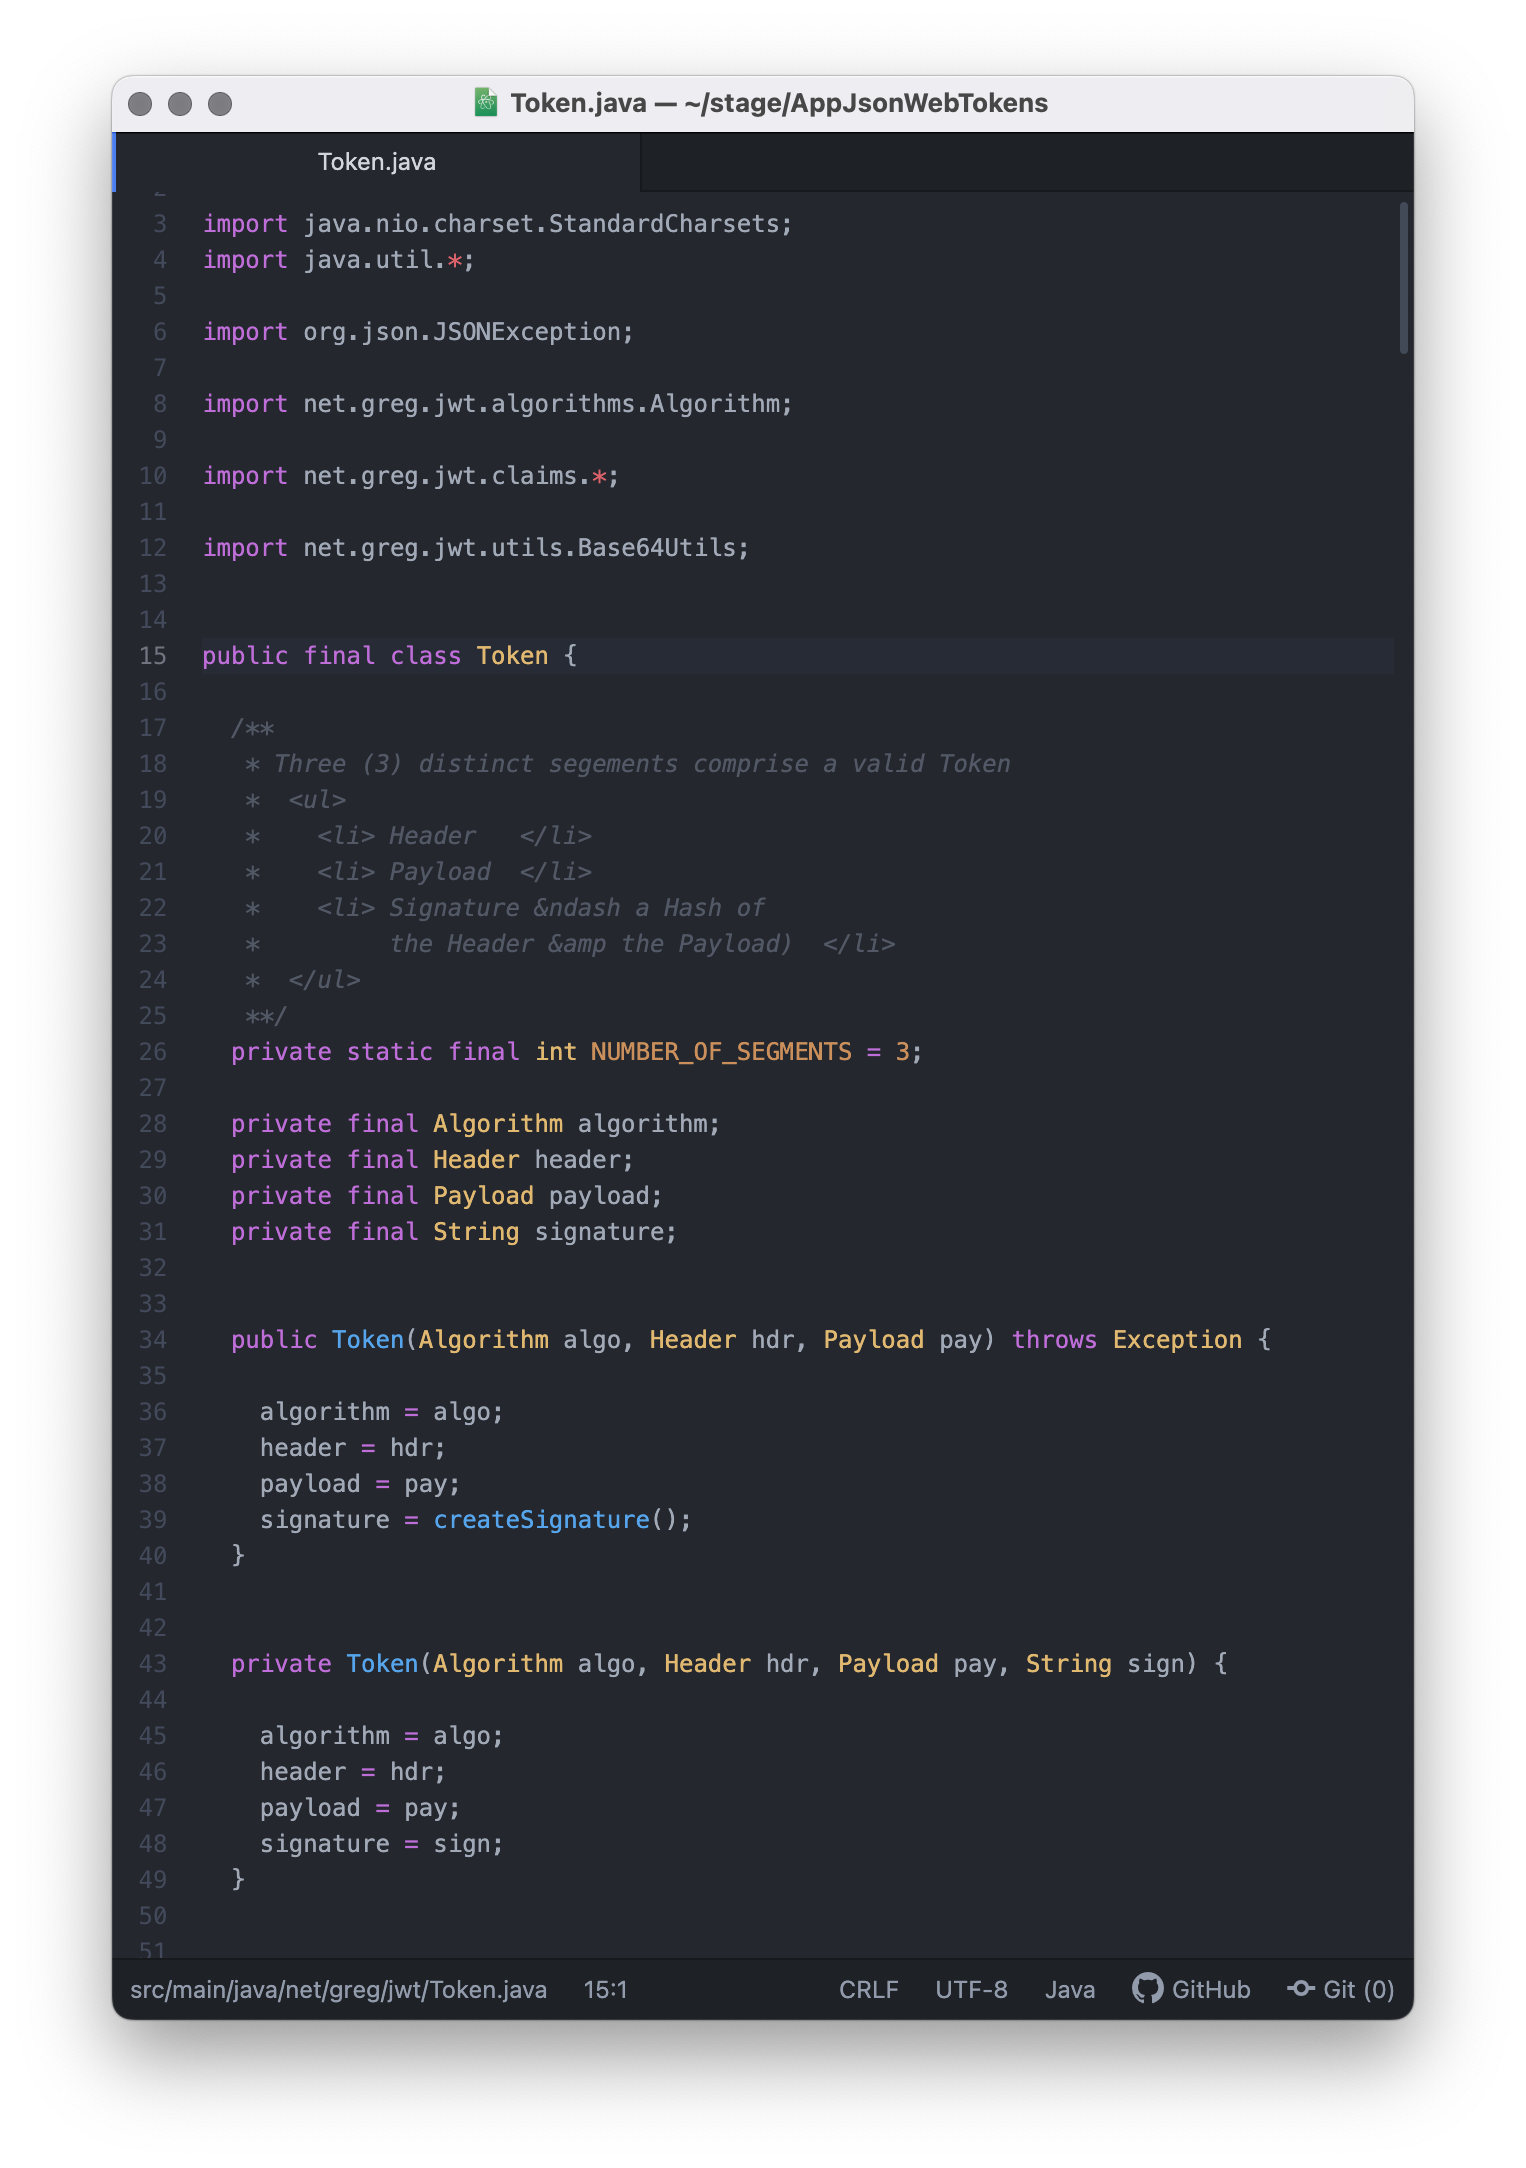 Token.java — ~/stage/AppJsonWebTokens
Token.java
2
3 import java.nio.charset.StandardCharsets;
4 import java.util.*;
5
6 import org.json.JSONException;
7
8 import net.greg.jwt.algorithms.Algorithm;
9
10 import net.greg.jwt.claims.*;
11
12 import net.greg.jwt.utils.Base64Utils;
13
14
15 public final class Token {
16
17   /**
18    * Three (3) distinct segements comprise a valid Token
19    *  <ul>
20    *    <li> Header   </li>
21    *    <li> Payload  </li>
22    *    <li> Signature &ndash a Hash of
23    *         the Header &amp the Payload)  </li>
24    *  </ul>
25    **/
26   private static final int NUMBER_OF_SEGMENTS = 3;
27
28   private final Algorithm algorithm;
29   private final Header header;
30   private final Payload payload;
31   private final String signature;
32
33
34   public Token(Algorithm algo, Header hdr, Payload pay) throws Exception {
35
36     algorithm = algo;
37     header = hdr;
38     payload = pay;
39     signature = createSignature();
40   }
41
42
43   private Token(Algorithm algo, Header hdr, Payload pay, String sign) {
44
45     algorithm = algo;
46     header = hdr;
47     payload = pay;
48     signature = sign;
49   }
50
51
src/main/java/net/greg/jwt/Token.java 15:1 CRLF UTF-8 Java GitHub Git (0)